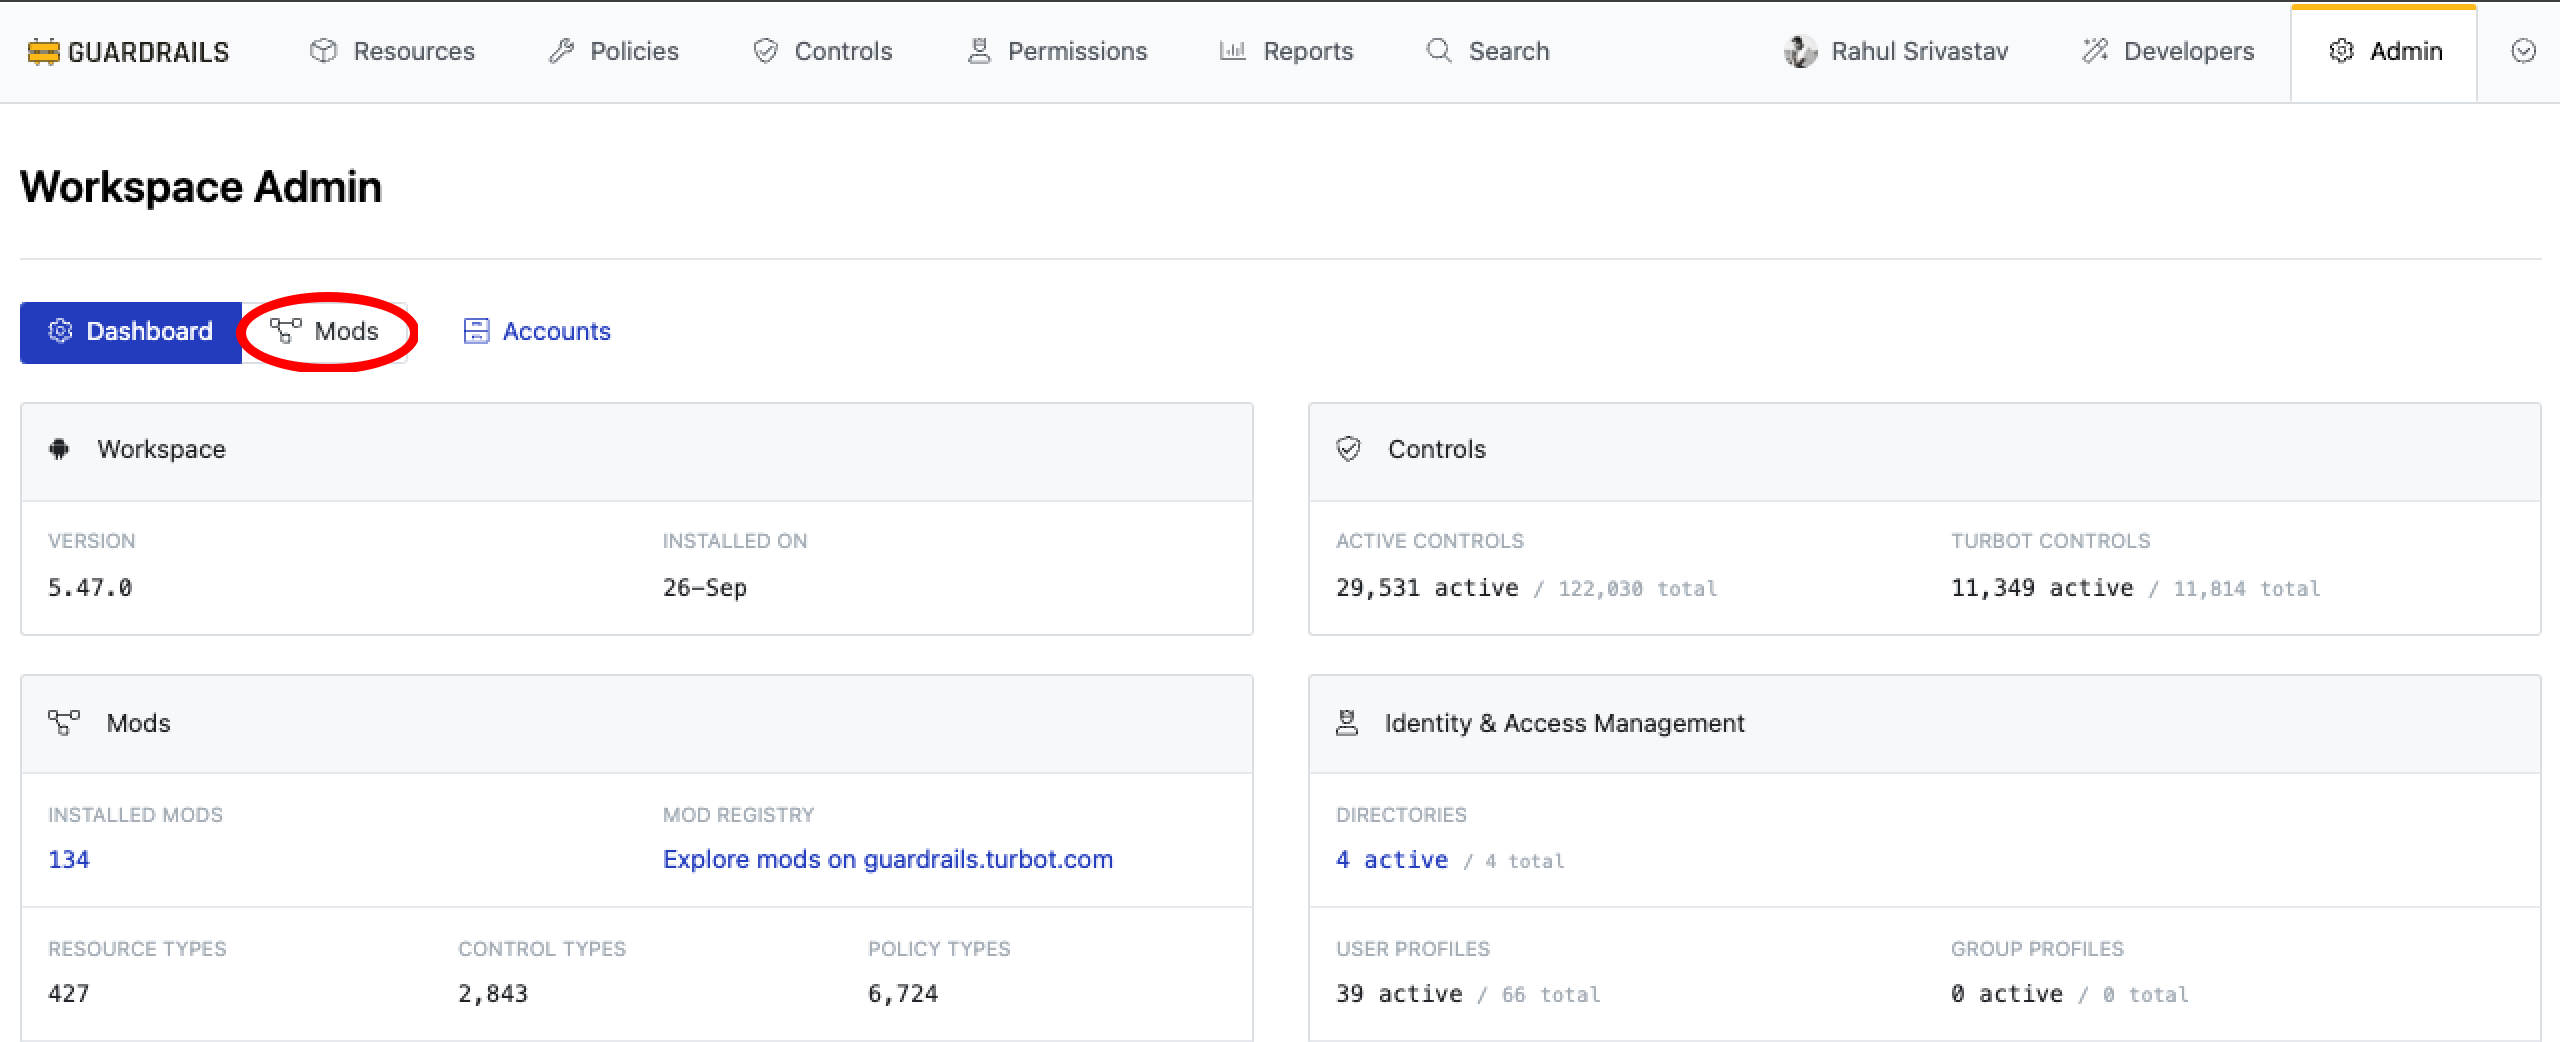 GUARDRAILS Resources Policies Controls Permissions Reports Search Rahul Srivastav Developers Admin
Workspace Admin
Dashboard Mods Accounts
Workspace
VERSION INSTALLED ON
5.47.0 26-Sep
Controls
ACTIVE CONTROLS TURBOT CONTROLS
29,531 active / 122,030 total 11,349 active / 11,814 total
Mods
INSTALLED MODS MOD REGISTRY
134 Explore mods on guardrails.turbot.com
RESOURCE TYPES CONTROL TYPES POLICY TYPES
427 2,843 6,724
Identity & Access Management
DIRECTORIES
4 active / 4 total
USER PROFILES GROUP PROFILES
39 active / 66 total 0 active / 0 total